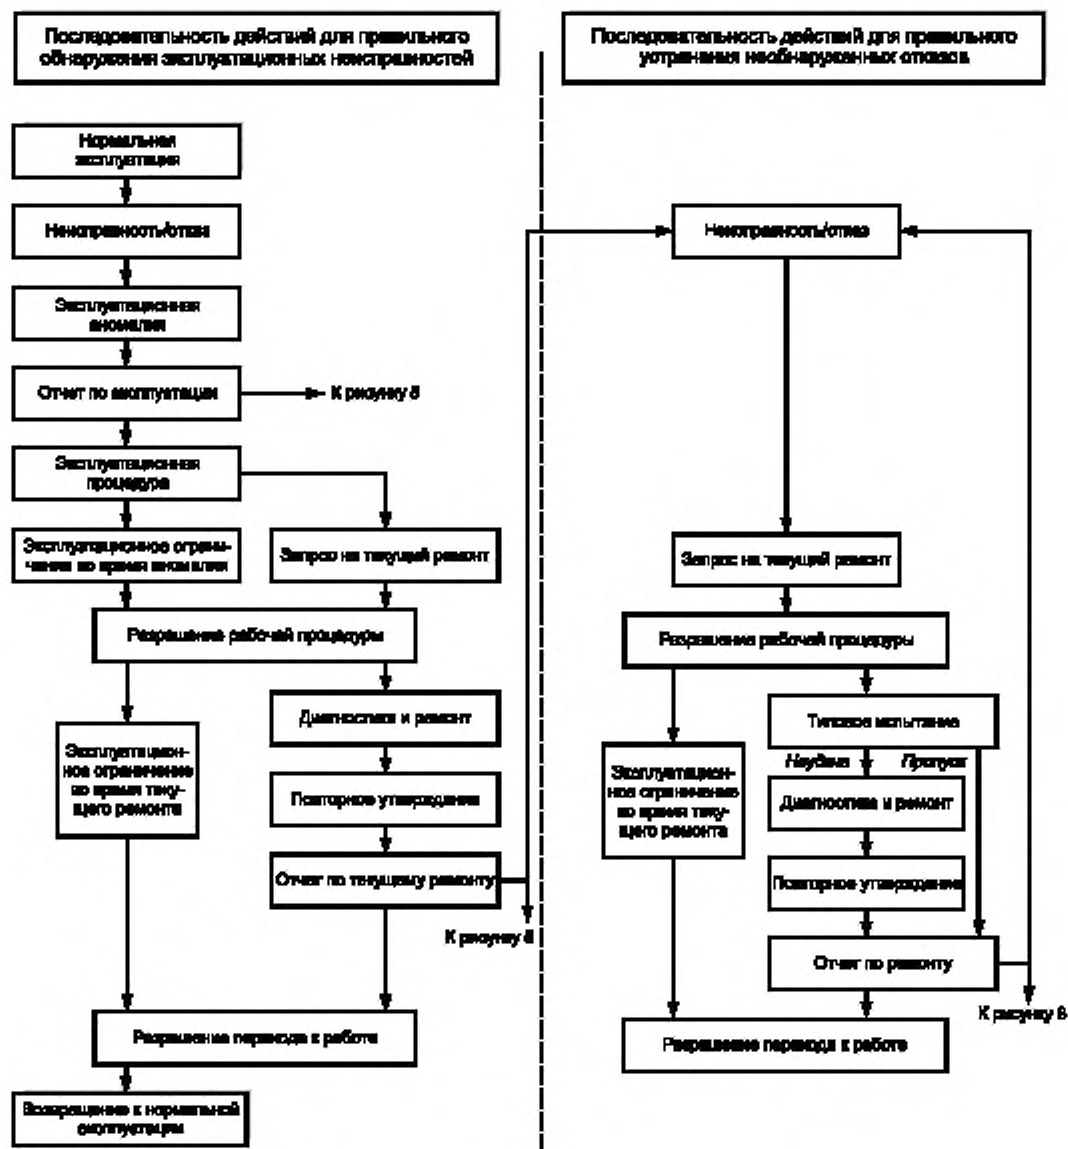 Последовательность действий для правильного
обнаружения эксплуатационных неисправностей
Нормальная
эксплуатация
Неисправность/отказ
Эксплуатационная
аномалия
Отчет по эксплуатации
К рисунку 8
Эксплуатационная
процедура
Эксплуатационное ограни-
чение во время аномалии
Запрос на текущий ремонт
Разрешение рабочей процедуры
Диагностика и ремонт
Эксплуатацион-
ное ограничение
во время теку-
щего ремонта
Повторное утверждение
Отчет по текущему ремонту
К рисунку 8
Разрешение перехода к работе
Возвращение к нормальной
эксплуатации
Последовательность действий для правильного
устранения необнаруженных отказов
Неисправность/отказ
Запрос на текущий ремонт
Разрешение рабочей процедуры
Типовое испытание
Неудача
Пропуск
Эксплуатацион-
ное ограничение
во время теку-
щего ремонта
Диагностика и ремонт
Повторное утверждение
Отчет по ремонту
К рисунку 8
Разрешение перехода к работе